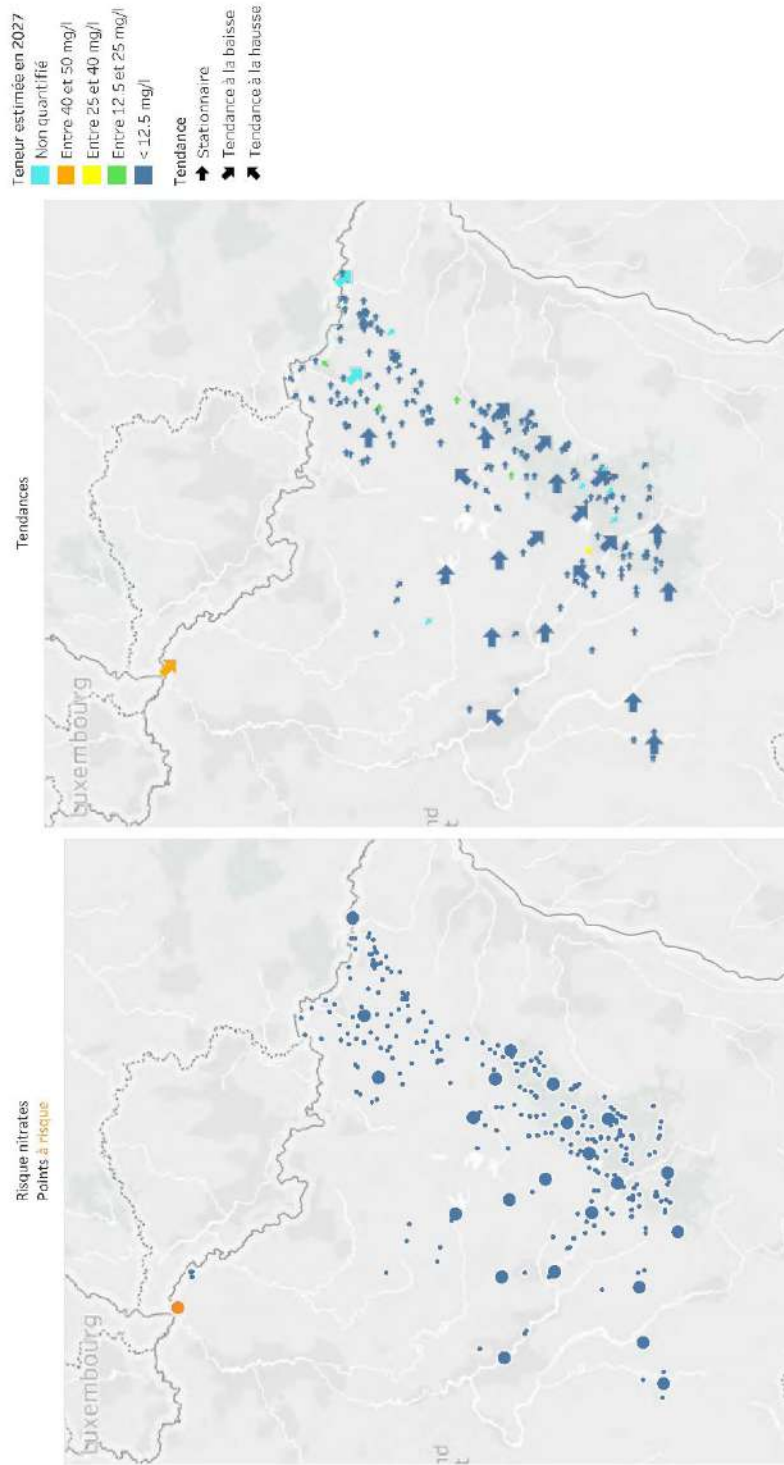 Risque nitrates
Points à risque
Luxembourg
nd
t
Tendances
Luxembourg
nd
t
Teneur estimée en 2027
Non quantifié
Entre 40 et 50 mg/l
Entre 25 et 40 mg/l
Entre 12.5 et 25 mg/l
< 12.5 mg/l
Tendance
Stationnaire
Tendance à la baisse
Tendance à la hausse